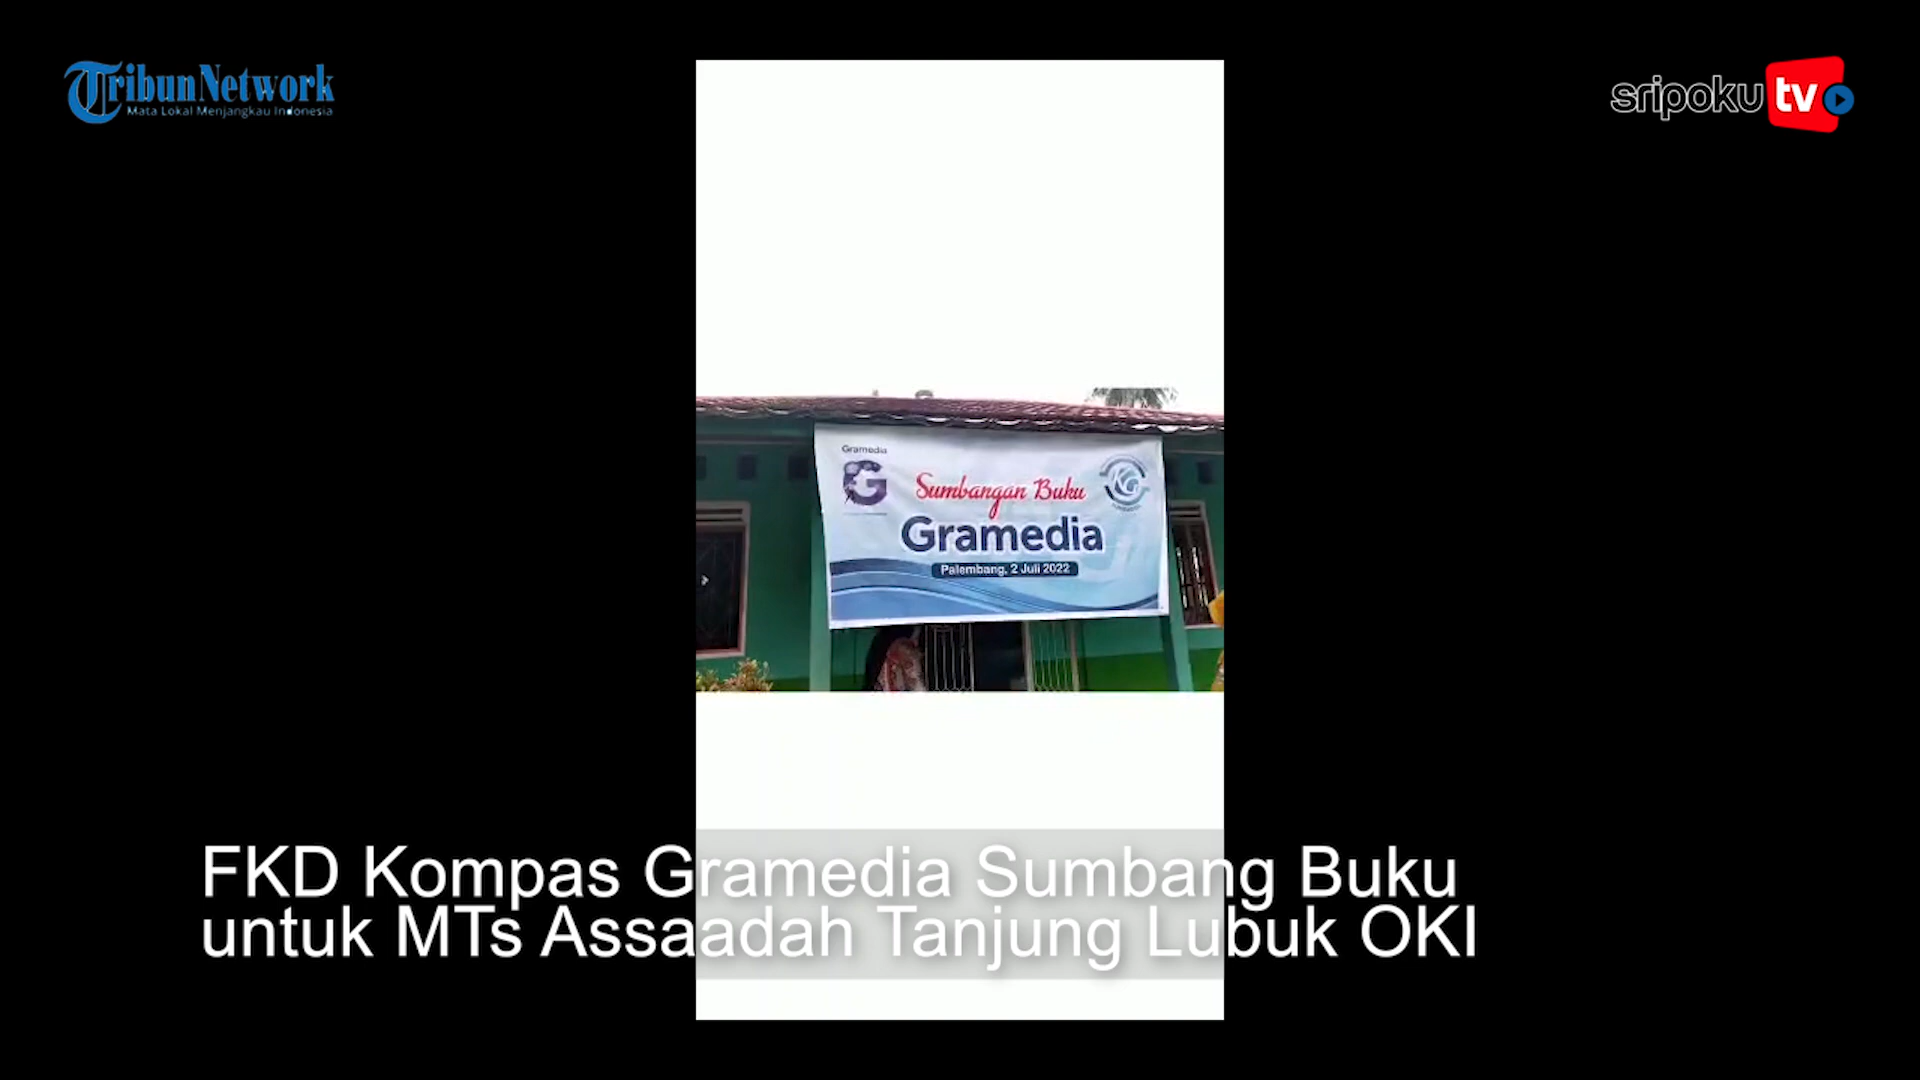 TribunNetwork
Mata Lokal Menjangkau Indonesia
sripoku tv
Gramedia
G
KG
Sumbangan Buku
Gramedia
Palembang, 2 Juli 2022
FKD Kompas Gramedia Sumbang Buku
untuk MTs Assaadah Tanjung Lubuk OKI